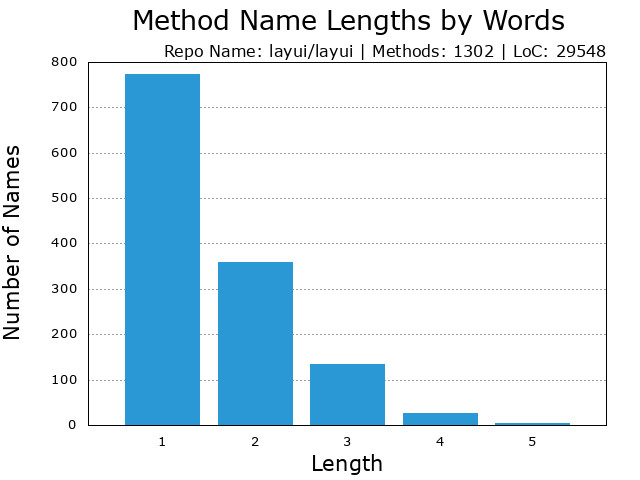 Method Name Lengths by Words
Repo Name: layui/layui | Methods: 1302 | LoC: 29548
Number of Names
800
700
600
500
400
300
200
100
0
1 2 3 4 5
Length